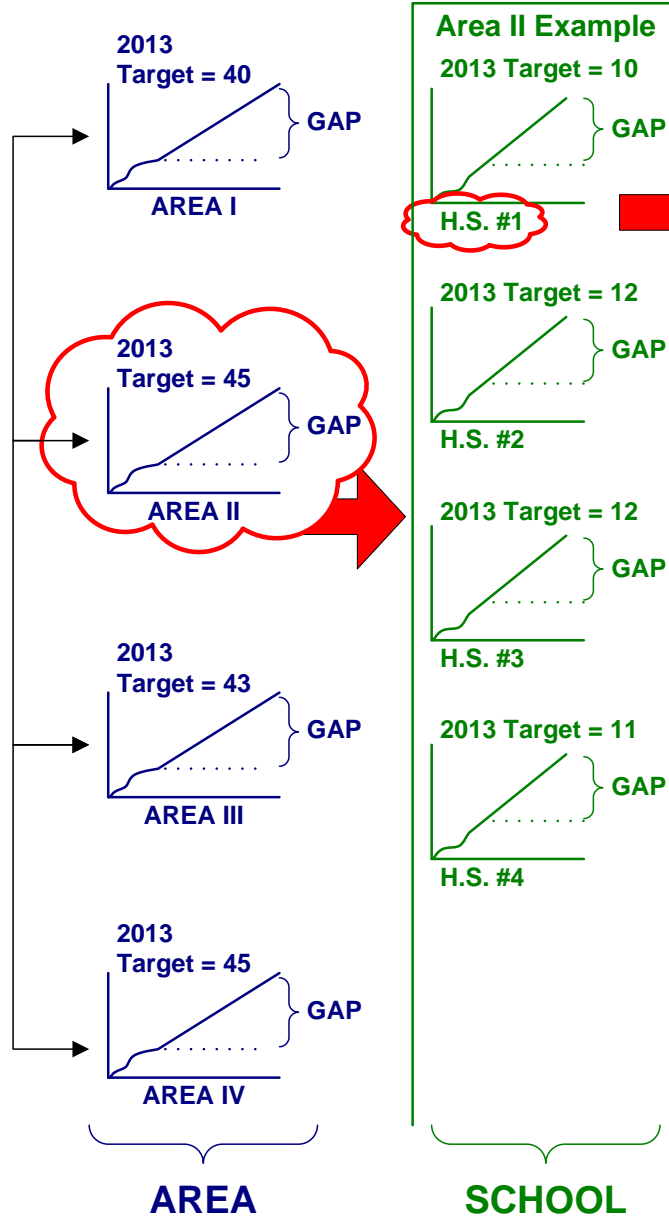 2013
Target = 40
GAP
AREA I
2013
Target = 45
GAP
AREA II
2013
Target = 43
GAP
AREA III
2013
Target = 45
GAP
AREA IV
AREA
Area II Example
2013 Target = 10
GAP
H.S. #1
2013 Target = 12
GAP
H.S. #2
2013 Target = 12
GAP
H.S. #3
2013 Target = 11
GAP
H.S. #4
SCHOOL